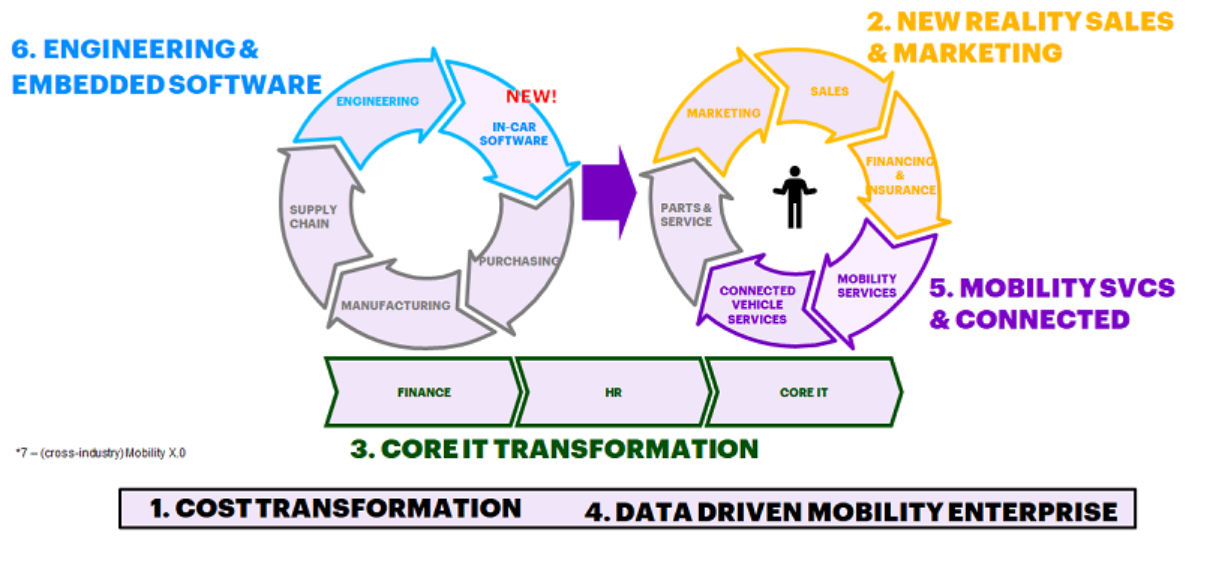 6. ENGINEERING &
EMBEDDED SOFTWARE
2. NEW REALITY SALES
& MARKETING
ENGINEERING
NEW!
IN-CAR
SOFTWARE
PURCHASING
MANUFACTURING
SUPPLY
CHAIN
MARKETING
SALES
FINANCING
&
INSURANCE
MOBILITY
SERVICES
CONNECTED
VEHICLE
SERVICES
PARTS &
SERVICE
5. MOBILITY SVCS
& CONNECTED
FINANCE
HR
CORE IT
3. CORE IT TRANSFORMATION
*7 – (cross-industry) Mobility X.0
1. COST TRANSFORMATION
4. DATA DRIVEN MOBILITY ENTERPRISE